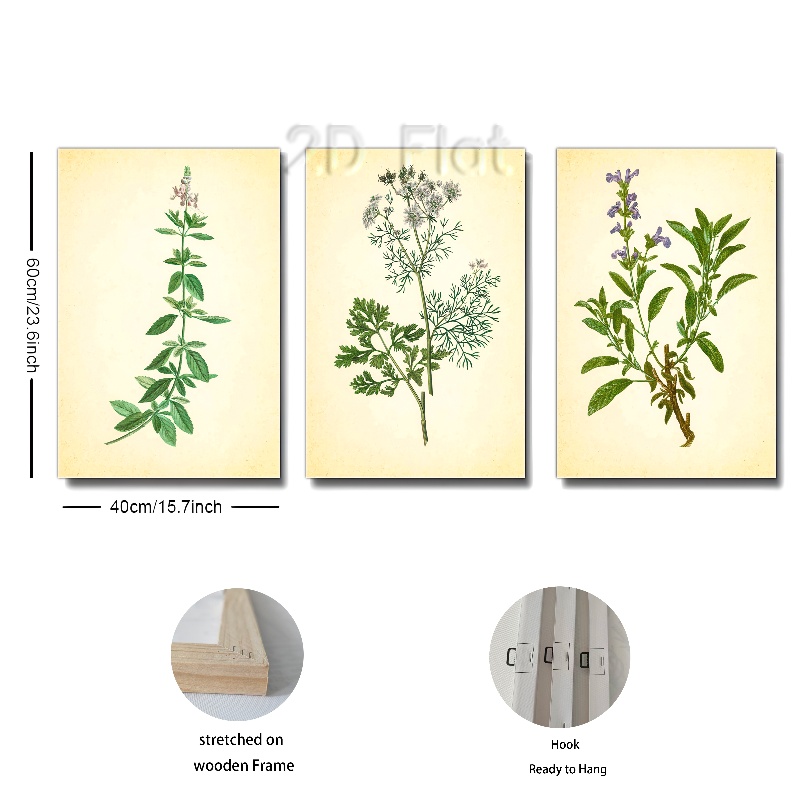 2D Flat
60cm/23.6inch
40cm/15.7inch
stretched on
wooden Frame
Hook
Ready to Hang